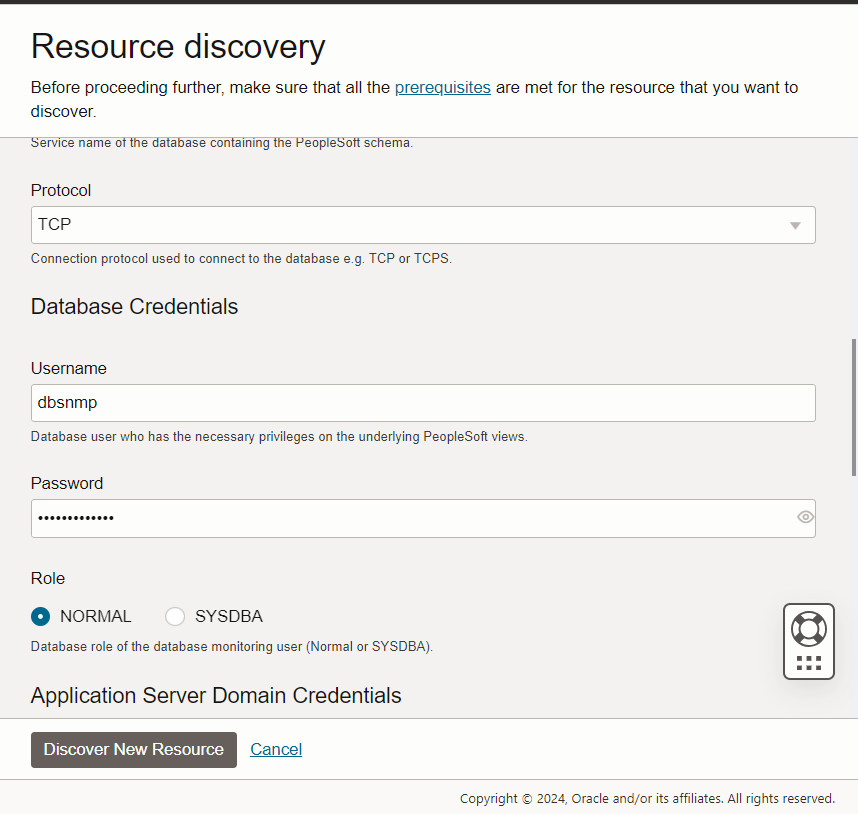 Resource discovery
Before proceeding further, make sure that all the prerequisites are met for the resource that you want to
discover.
Service name of the database containing the PeopleSoft schema.
Protocol
TCP
Connection protocol used to connect to the database e.g. TCP or TCPS.
Database Credentials
Username
dbsnmp
Database user who has the necessary privileges on the underlying PeopleSoft views.
Password
•••••••••••••
Role
NORMAL SYSDBA
Database role of the database monitoring user (Normal or SYSDBA).
Application Server Domain Credentials
Discover New Resource Cancel
Copyright © 2024, Oracle and/or its affiliates. All rights reserved.